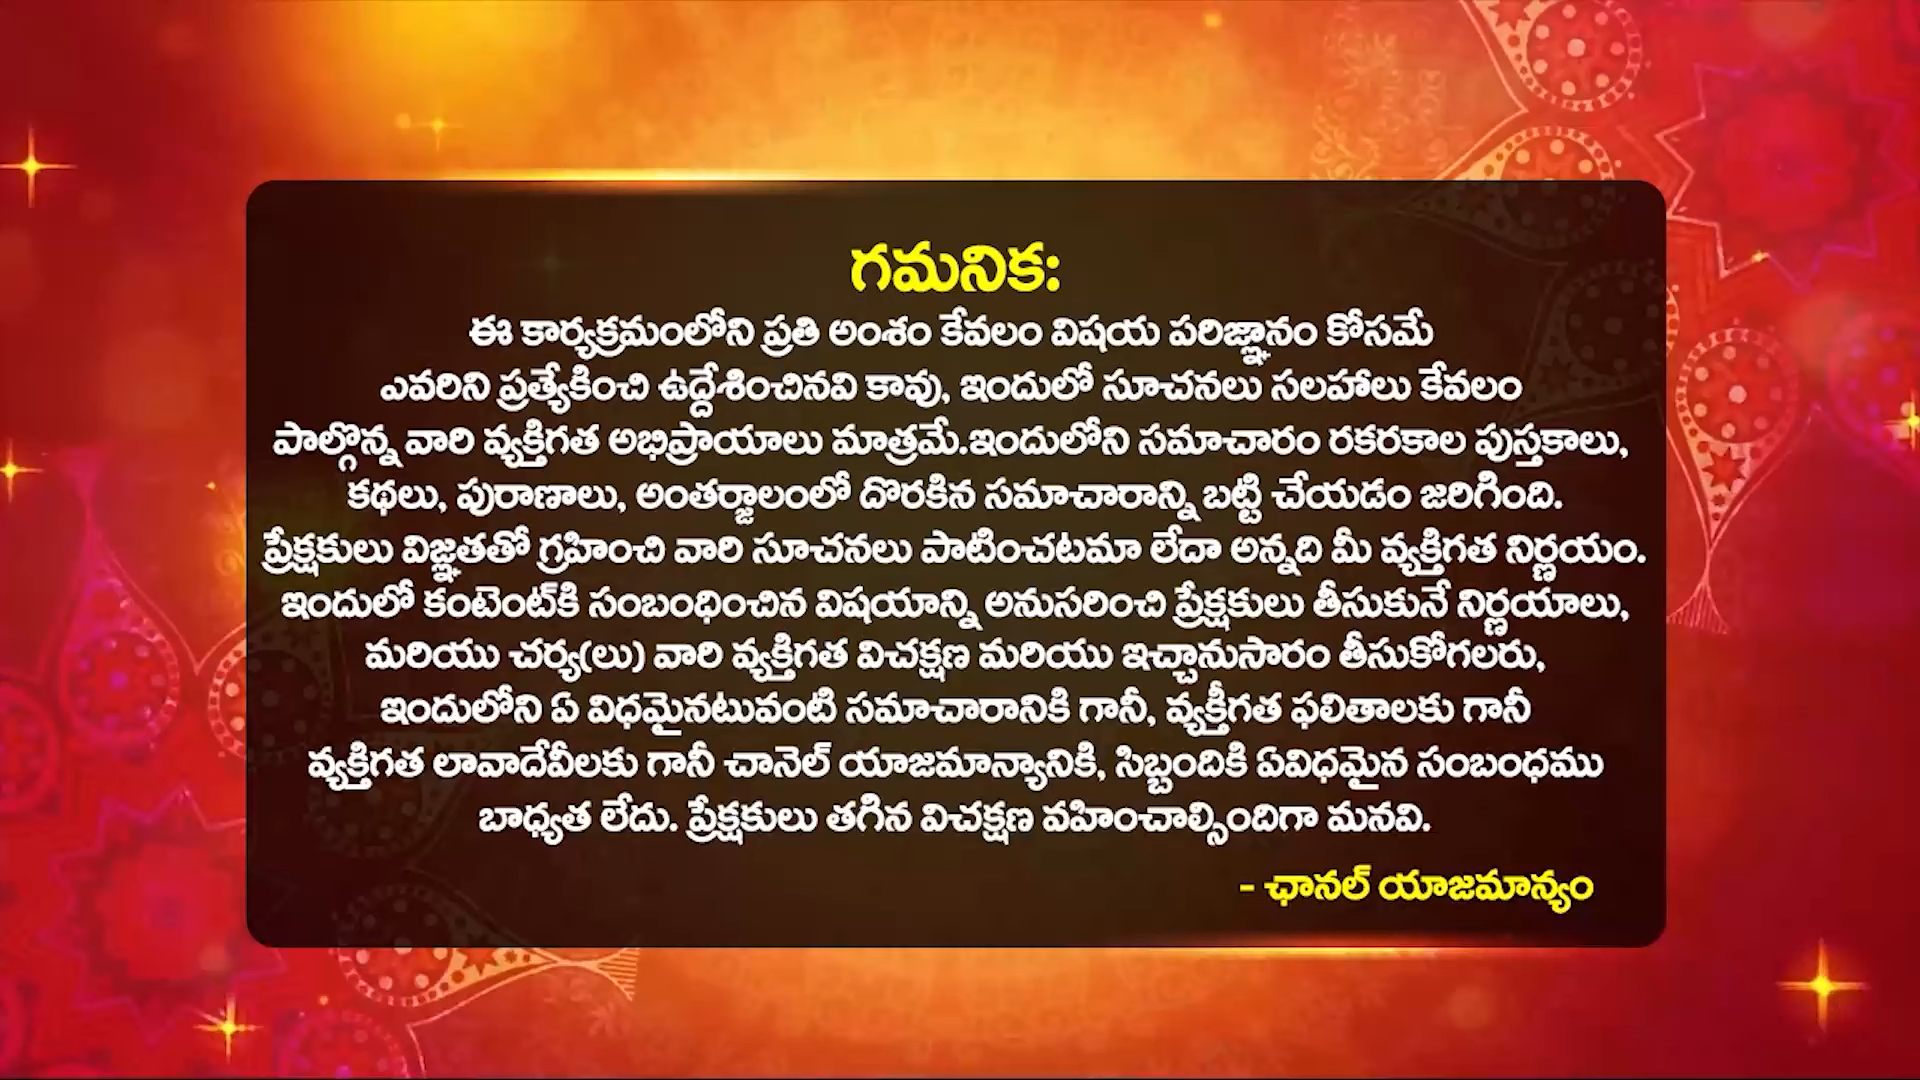 గమనిక:
ఈ కార్యక్రమంలోని ప్రతి అంశం కేవలం విషయ పరిజ్ఞానం కోసమే
ఎవరిని ప్రత్యేకించి ఉద్దేశించినవి కావు, ఇందులో సూచనలు సలహాలు కేవలం
పాల్గొన్న వారి వ్యక్తిగత అభిప్రాయాలు మాత్రమే.ఇందులోని సమాచారం రకరకాల పుస్తకాలు,
కథలు, పురాణాలు, అంతర్జాలంలో దొరకిన సమాచారాన్ని బట్టి చేయడం జరిగింది.
ప్రేక్షకులు విజ్ఞతతో గ్రహించి వారి సూచనలు పాటించటమా లేదా అన్నది మీ వ్యక్తిగత నిర్ణయం.
ఇందులో కంటెంట్‌కి సంబంధించిన విషయాన్ని అనుసరించి ప్రేక్షకులు తీసుకునే నిర్ణయాలు,
మరియు చర్య(లు) వారి వ్యక్తిగత విచక్షణ మరియు ఇచ్చానుసారం తీసుకోగలరు,
ఇందులోని ఏ విధమైనటువంటి సమాచారానికి గానీ, వ్యక్తీగత ఫలితాలకు గానీ
వ్యక్తిగత లావాదేవీలకు గానీ చానెల్ యాజమాన్యానికి, సిబ్బందికి ఏవిధమైన సంబంధము
బాధ్యత లేదు. ప్రేక్షకులు తగిన విచక్షణ వహించాల్సిందిగా మనవి.
- ఛానల్ యాజమాన్యం